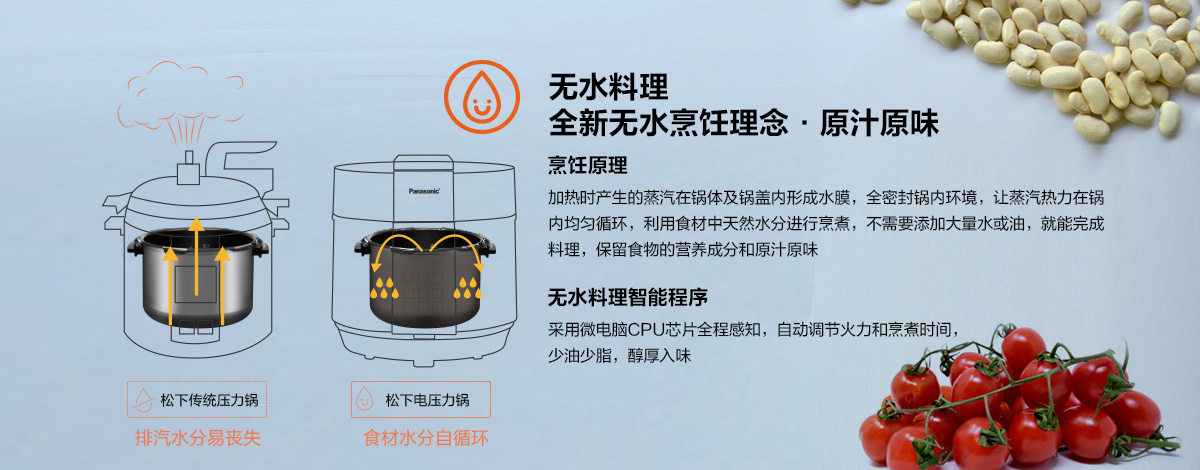 无水料理
全新无水烹饪理念 · 原汁原味
烹饪原理
加热时产生的蒸汽在锅体及锅盖内形成水膜，全密封锅内环境，让蒸汽热力在锅
内均匀循环，利用食材中天然水分进行烹煮，不需要添加大量水或油，就能完成
料理，保留食物的营养成分和原汁原味
无水料理智能程序
采用微电脑CPU芯片全程感知，自动调节火力和烹煮时间，
少油少脂，醇厚入味
Panasonic
松下传统压力锅
排汽水分易丧失
松下电压力锅
食材水分自循环